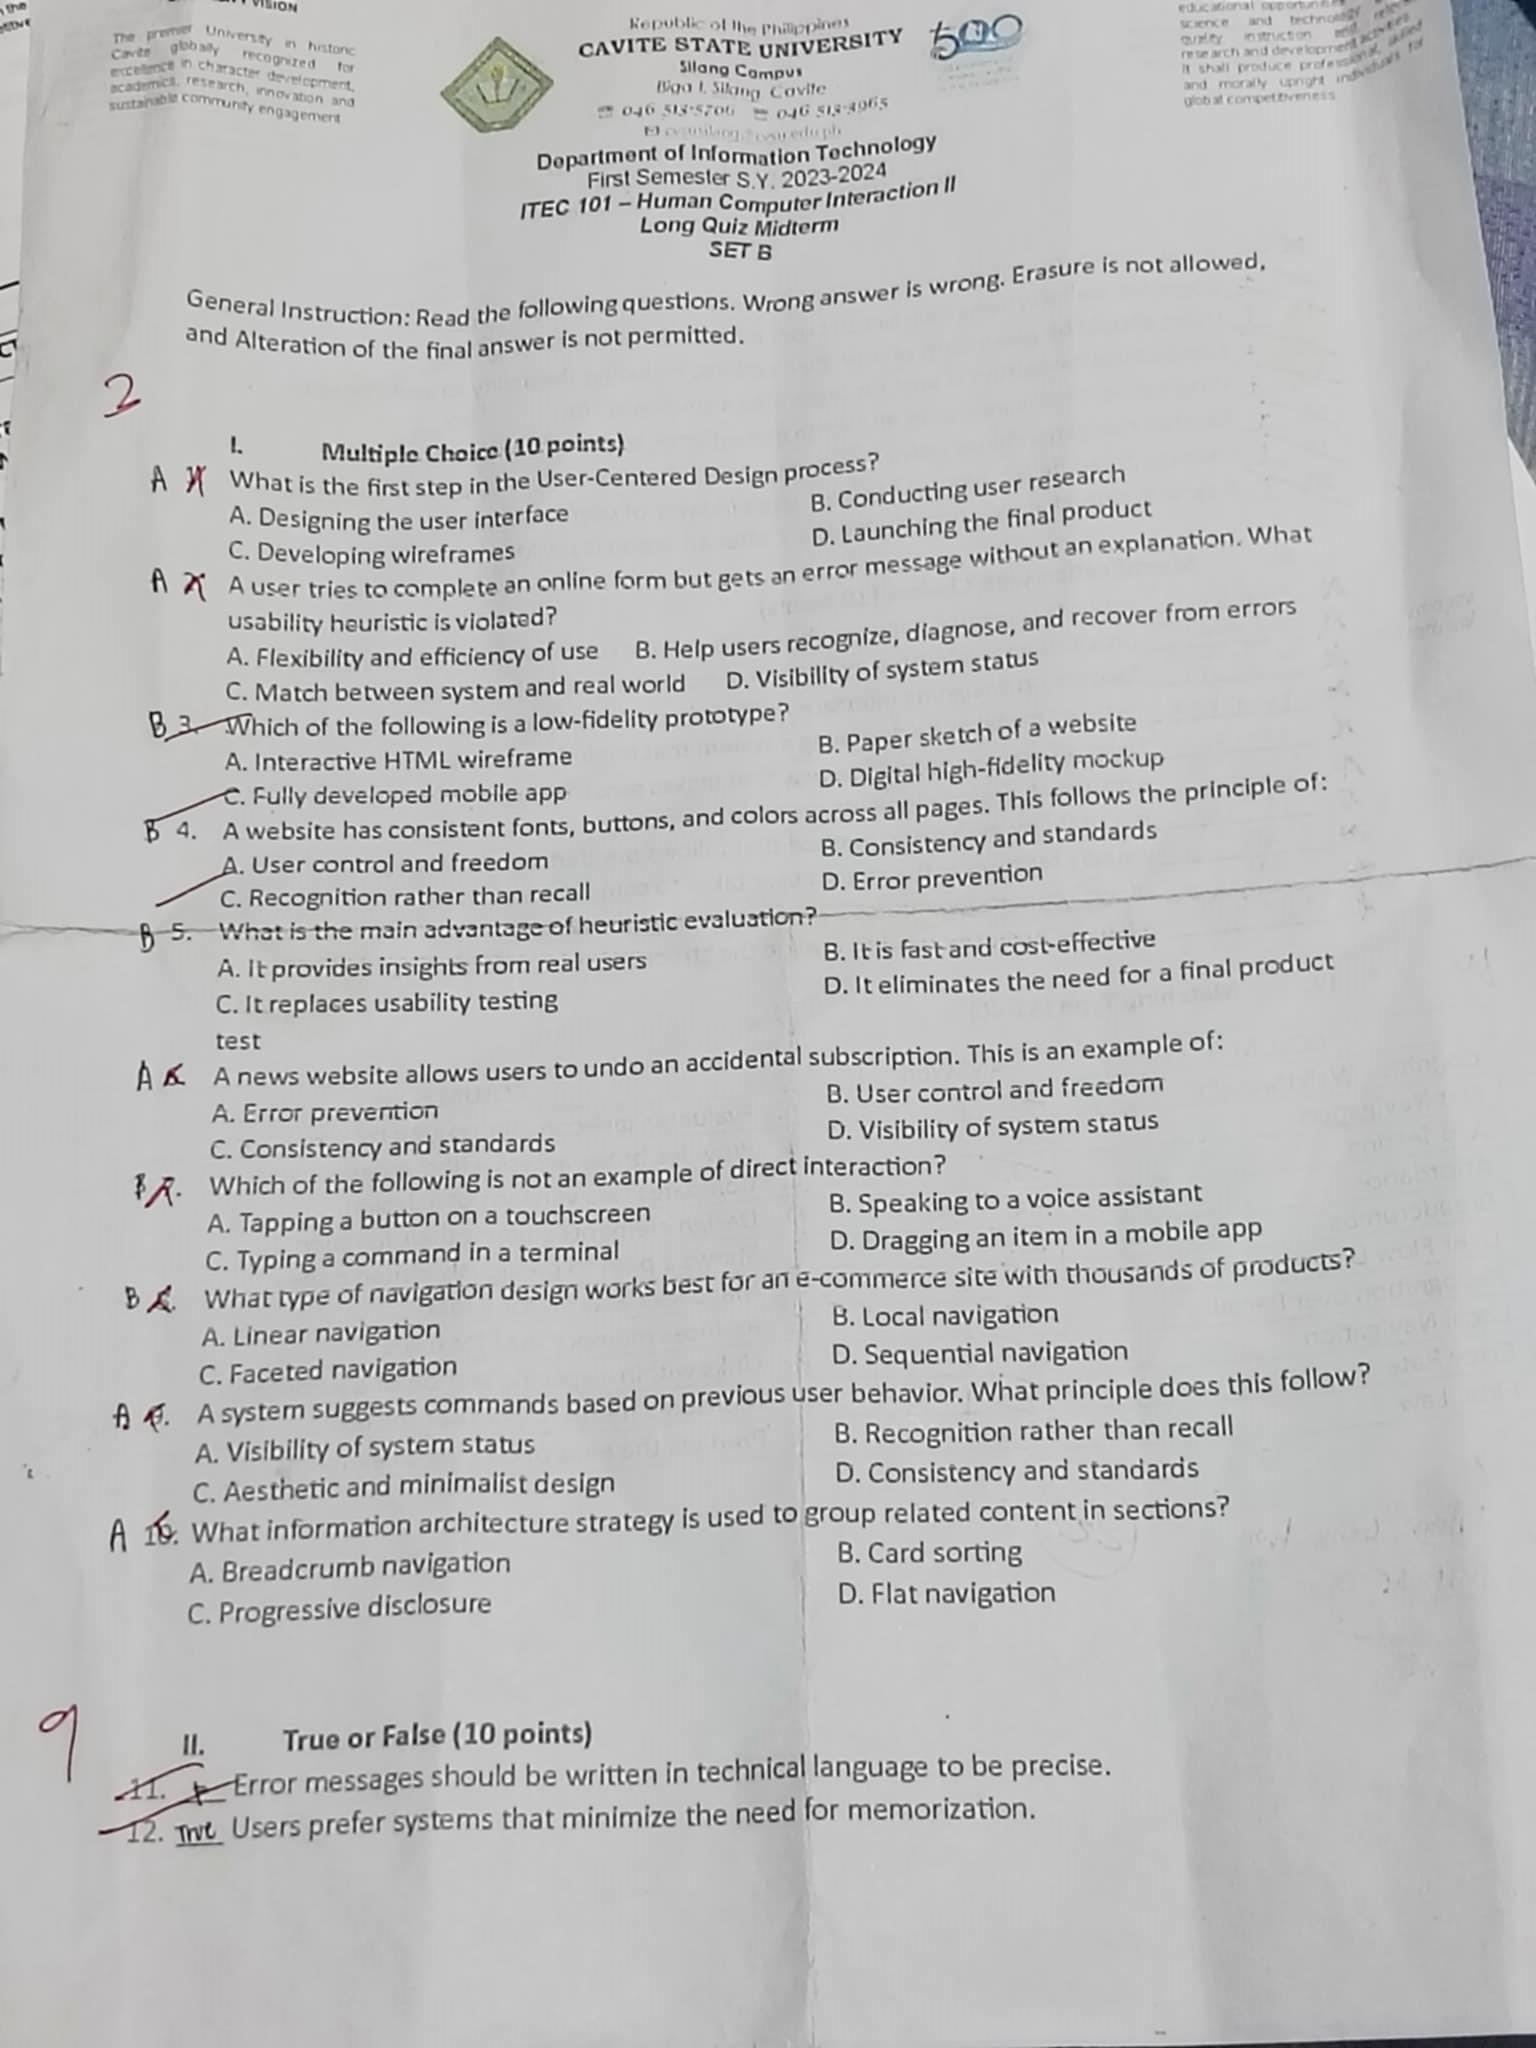 VISION
The premier University in historic
Cavite globally recognized for
excellence in character development,
academics, research, innovation and
sustainable community engagement
Republic of the Philippines
CAVITE STATE UNIVERSITY
Silang Campus
Biga I, Silang, Cavite
046 513-5706 046 513-3965
500
educational opportunities
science and technology
quality instruction and
research and development activities
It shall produce professional, skilled
and morally upright individuals for
global competitiveness
Department of Information Technology
First Semester S.Y. 2023-2024
ITEC 101 – Human Computer Interaction II
Long Quiz Midterm
SET B
General Instruction: Read the following questions. Wrong answer is wrong. Erasure is not allowed,
and Alteration of the final answer is not permitted.
2
I. Multiple Choice (10 points)
A 1. What is the first step in the User-Centered Design process?
A. Designing the user interface B. Conducting user research
C. Developing wireframes D. Launching the final product
A 2. A user tries to complete an online form but gets an error message without an explanation. What
usability heuristic is violated?
A. Flexibility and efficiency of use B. Help users recognize, diagnose, and recover from errors
C. Match between system and real world D. Visibility of system status
B 3. Which of the following is a low-fidelity prototype?
A. Interactive HTML wireframe B. Paper sketch of a website
C. Fully developed mobile app D. Digital high-fidelity mockup
B 4. A website has consistent fonts, buttons, and colors across all pages. This follows the principle of:
A. User control and freedom B. Consistency and standards
C. Recognition rather than recall D. Error prevention
B 5. What is the main advantage of heuristic evaluation?
A. It provides insights from real users B. It is fast and cost-effective
C. It replaces usability testing D. It eliminates the need for a final product
test
A 6. A news website allows users to undo an accidental subscription. This is an example of:
A. Error prevention B. User control and freedom
C. Consistency and standards D. Visibility of system status
B 7. Which of the following is not an example of direct interaction?
A. Tapping a button on a touchscreen B. Speaking to a voice assistant
C. Typing a command in a terminal D. Dragging an item in a mobile app
B 8. What type of navigation design works best for an e-commerce site with thousands of products?
A. Linear navigation B. Local navigation
C. Faceted navigation D. Sequential navigation
A 9. A system suggests commands based on previous user behavior. What principle does this follow?
A. Visibility of system status B. Recognition rather than recall
C. Aesthetic and minimalist design D. Consistency and standards
A 10. What information architecture strategy is used to group related content in sections?
A. Breadcrumb navigation B. Card sorting
C. Progressive disclosure D. Flat navigation
9
II. True or False (10 points)
11. Error messages should be written in technical language to be precise.
12. True Users prefer systems that minimize the need for memorization.